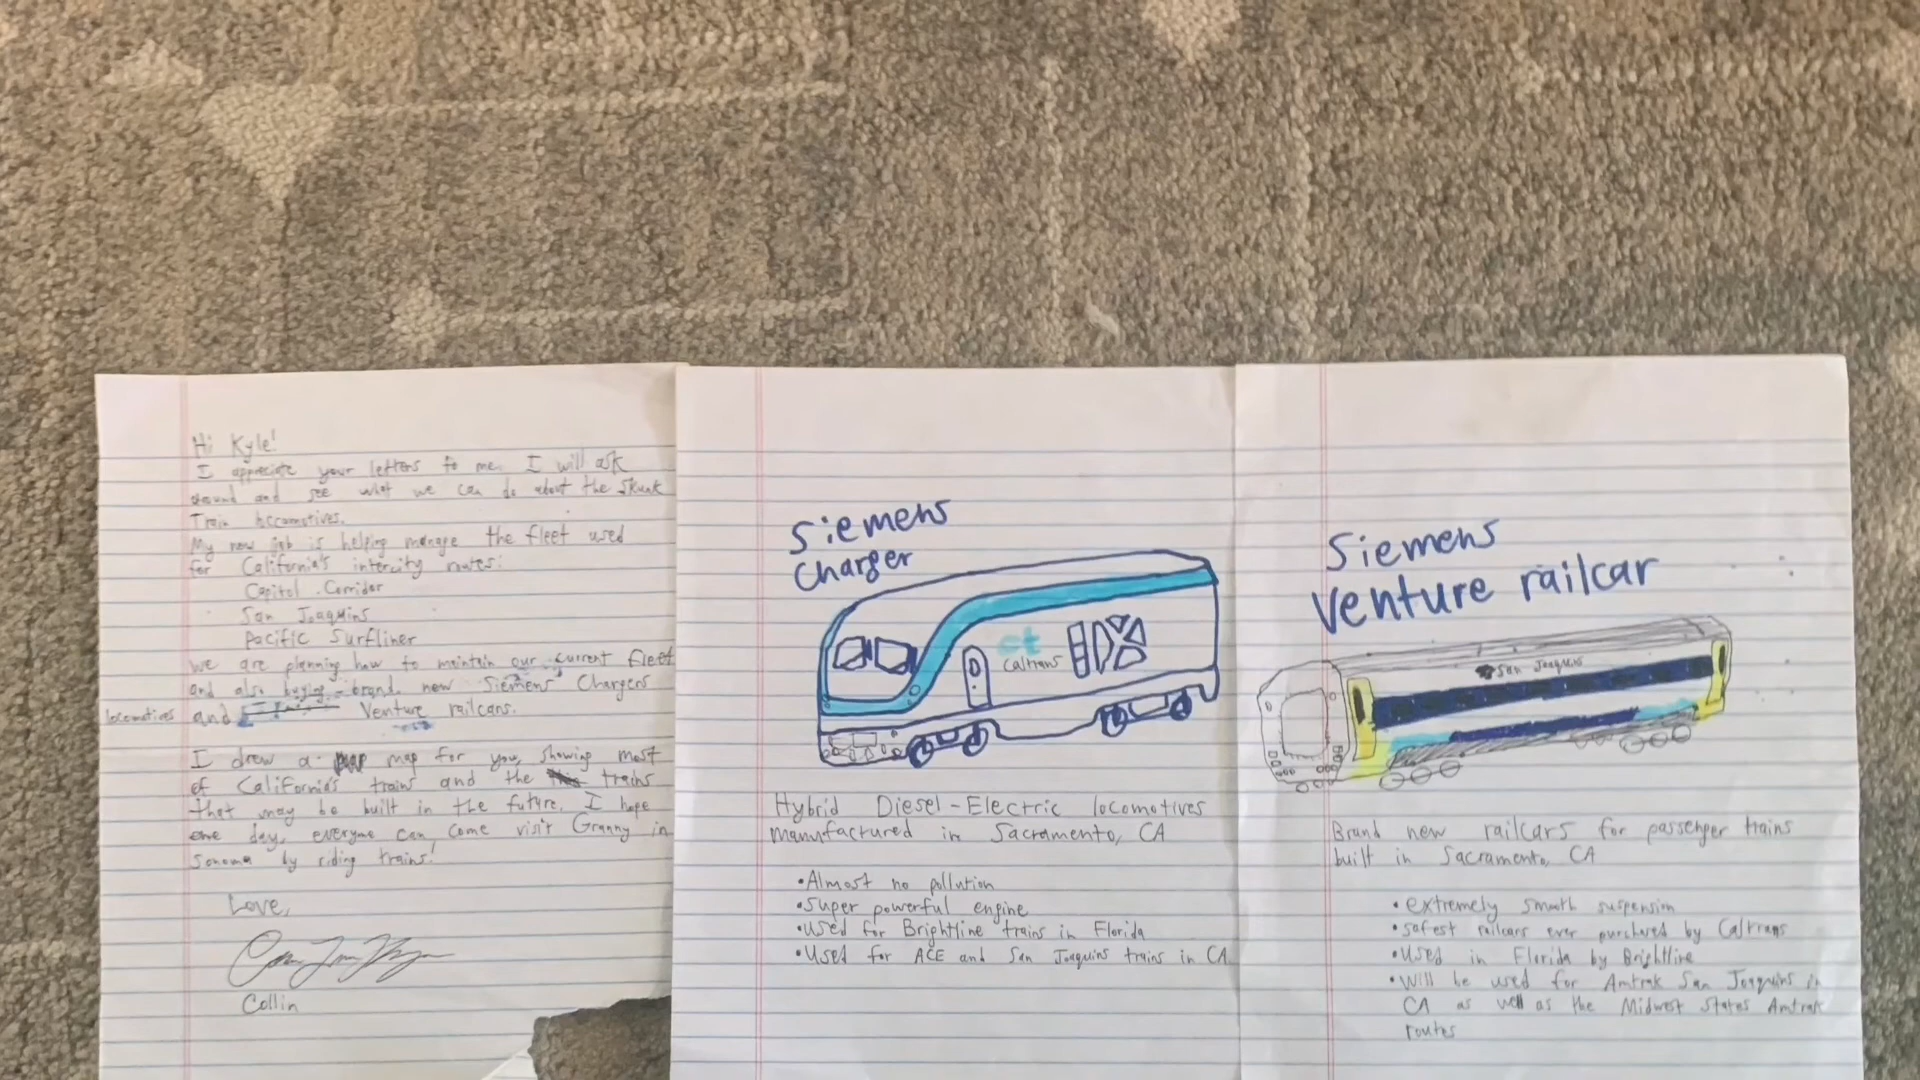 Hi Kyle!
I appreciate your letters to me. I will ask
around and see what we can do about the Skunk
Train locomotives.
My new job is helping manage the fleet used
for California's intercity routes:
Capitol Corridor
San Joaquins
Pacific Surfliner
we are planning how to maintain our current fleet
and also buying brand new Siemens Chargers
locomotives and Venture railcars.
I drew a map for you, showing most
of California's trains and the trains
that may be built in the future. I hope
one day, everyone can come visit Granny in
Sonoma by riding trains!
Love,
Collin
Siemens
Charger
ct
Caltrans
Hybrid Diesel-Electric locomotives
manufactured in Sacramento, CA
•Almost no pollution
•Super powerful engine
•Used for Brightline trains in Florida
•Used for ACE and San Joaquins trains in CA
Siemens
Venture railcar
San Joaquins
Brand new railcars for passenger trains
built in Sacramento, CA
•extremely smooth suspension
•safest railcars ever purchased by Caltrans
•Used in Florida by Brightline
•Will be used for Amtrak San Joaquins in
CA as well as the Midwest States Amtrak
routes